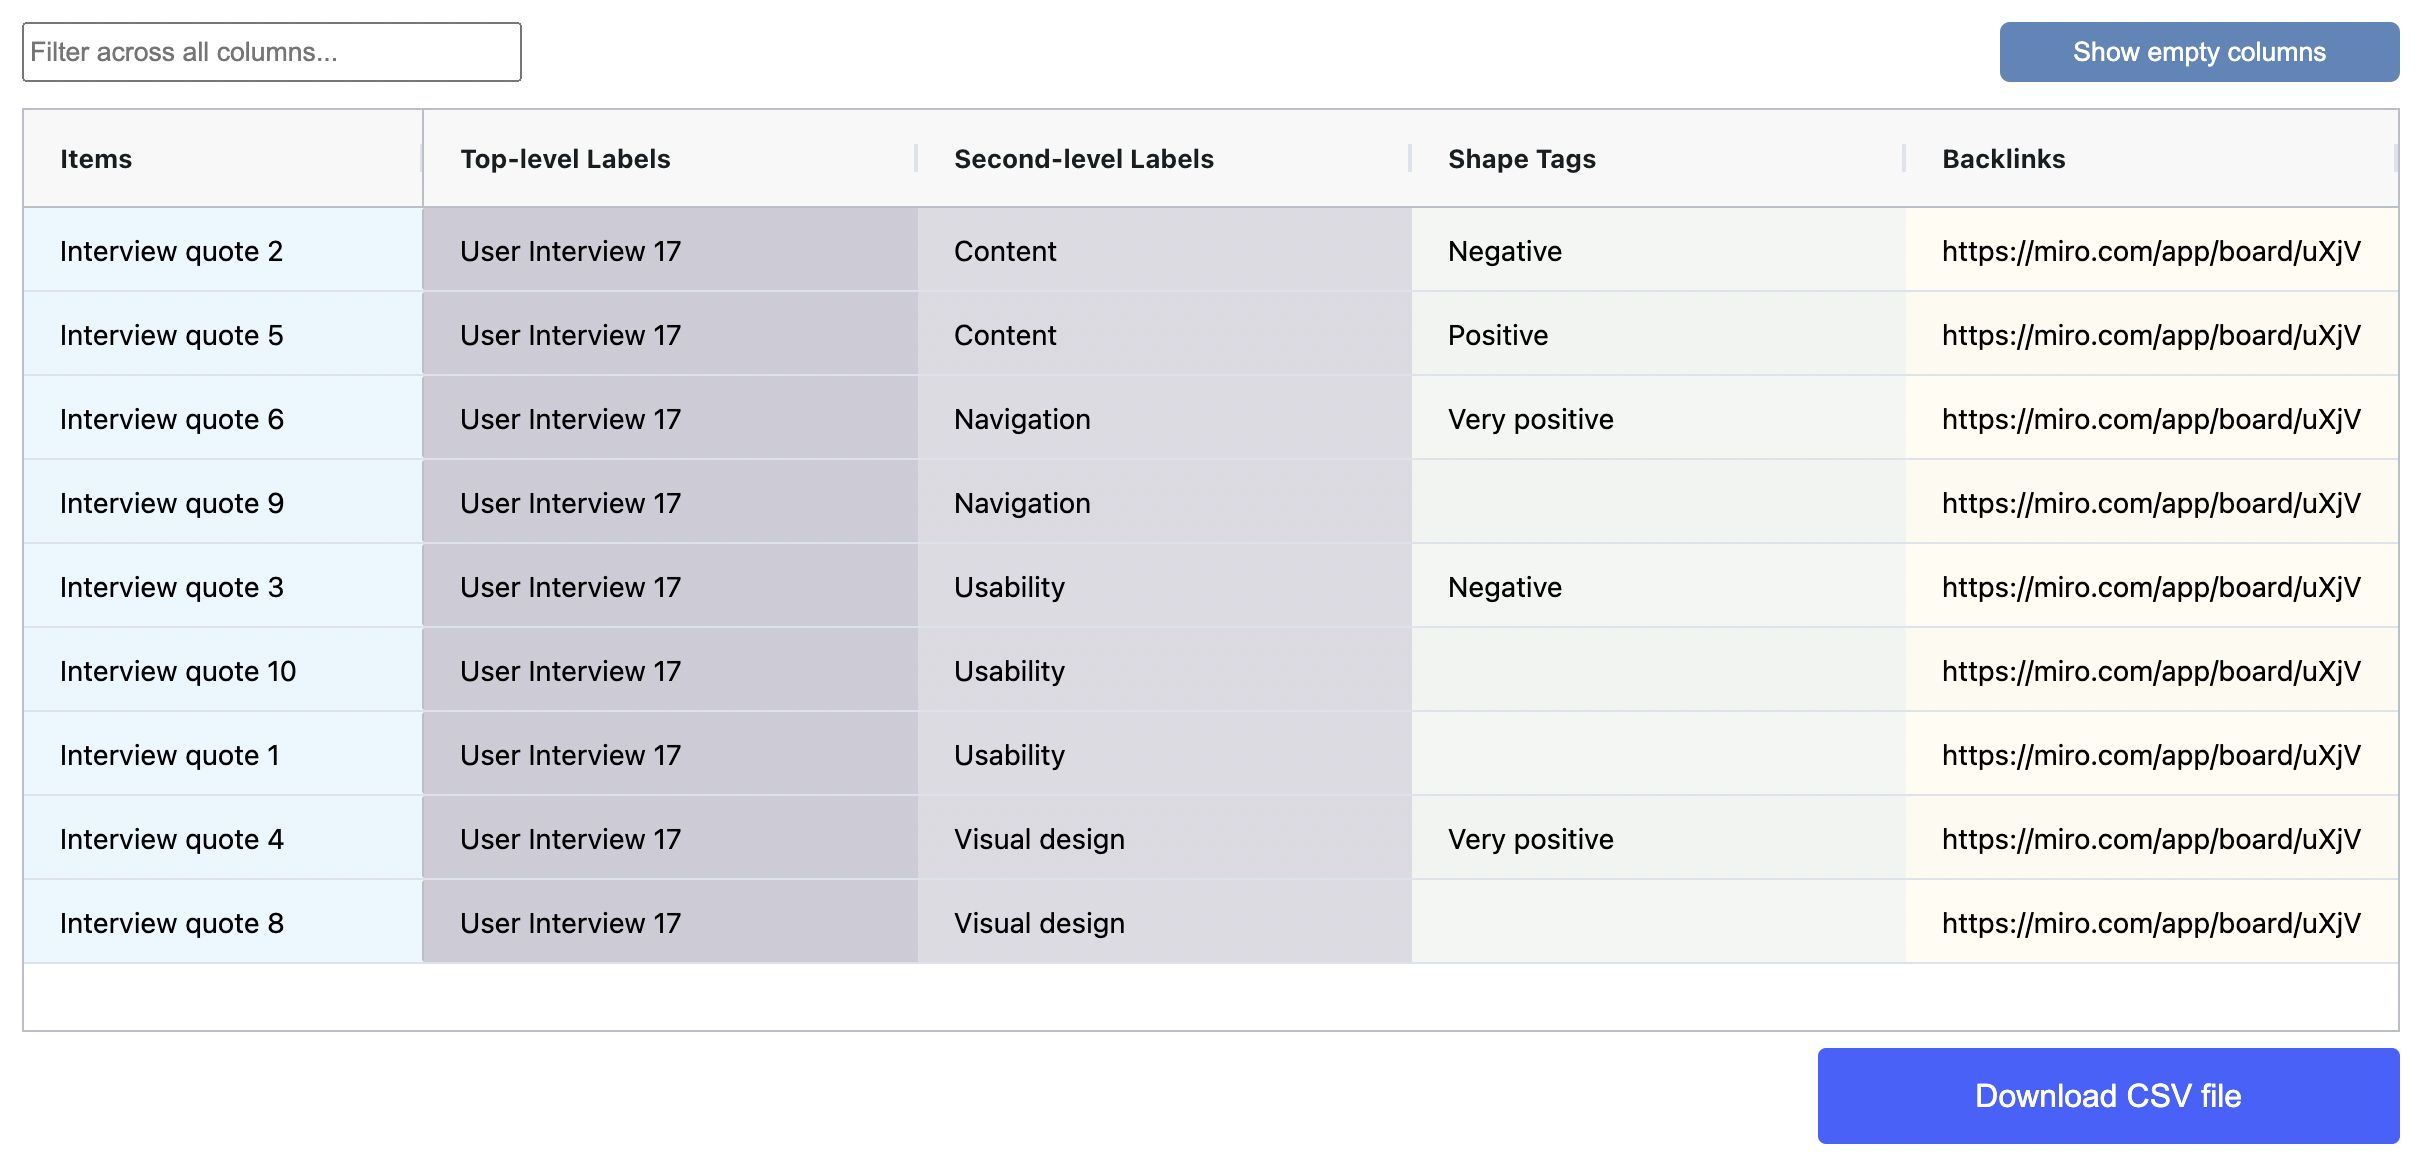 Filter across all columns...
Show empty columns
Items Top-level Labels Second-level Labels Shape Tags Backlinks
Interview quote 2 User Interview 17 Content Negative https://miro.com/app/board/uXjV
Interview quote 5 User Interview 17 Content Positive https://miro.com/app/board/uXjV
Interview quote 6 User Interview 17 Navigation Very positive https://miro.com/app/board/uXjV
Interview quote 9 User Interview 17 Navigation https://miro.com/app/board/uXjV
Interview quote 3 User Interview 17 Usability Negative https://miro.com/app/board/uXjV
Interview quote 10 User Interview 17 Usability https://miro.com/app/board/uXjV
Interview quote 1 User Interview 17 Usability https://miro.com/app/board/uXjV
Interview quote 4 User Interview 17 Visual design Very positive https://miro.com/app/board/uXjV
Interview quote 8 User Interview 17 Visual design https://miro.com/app/board/uXjV
Download CSV file